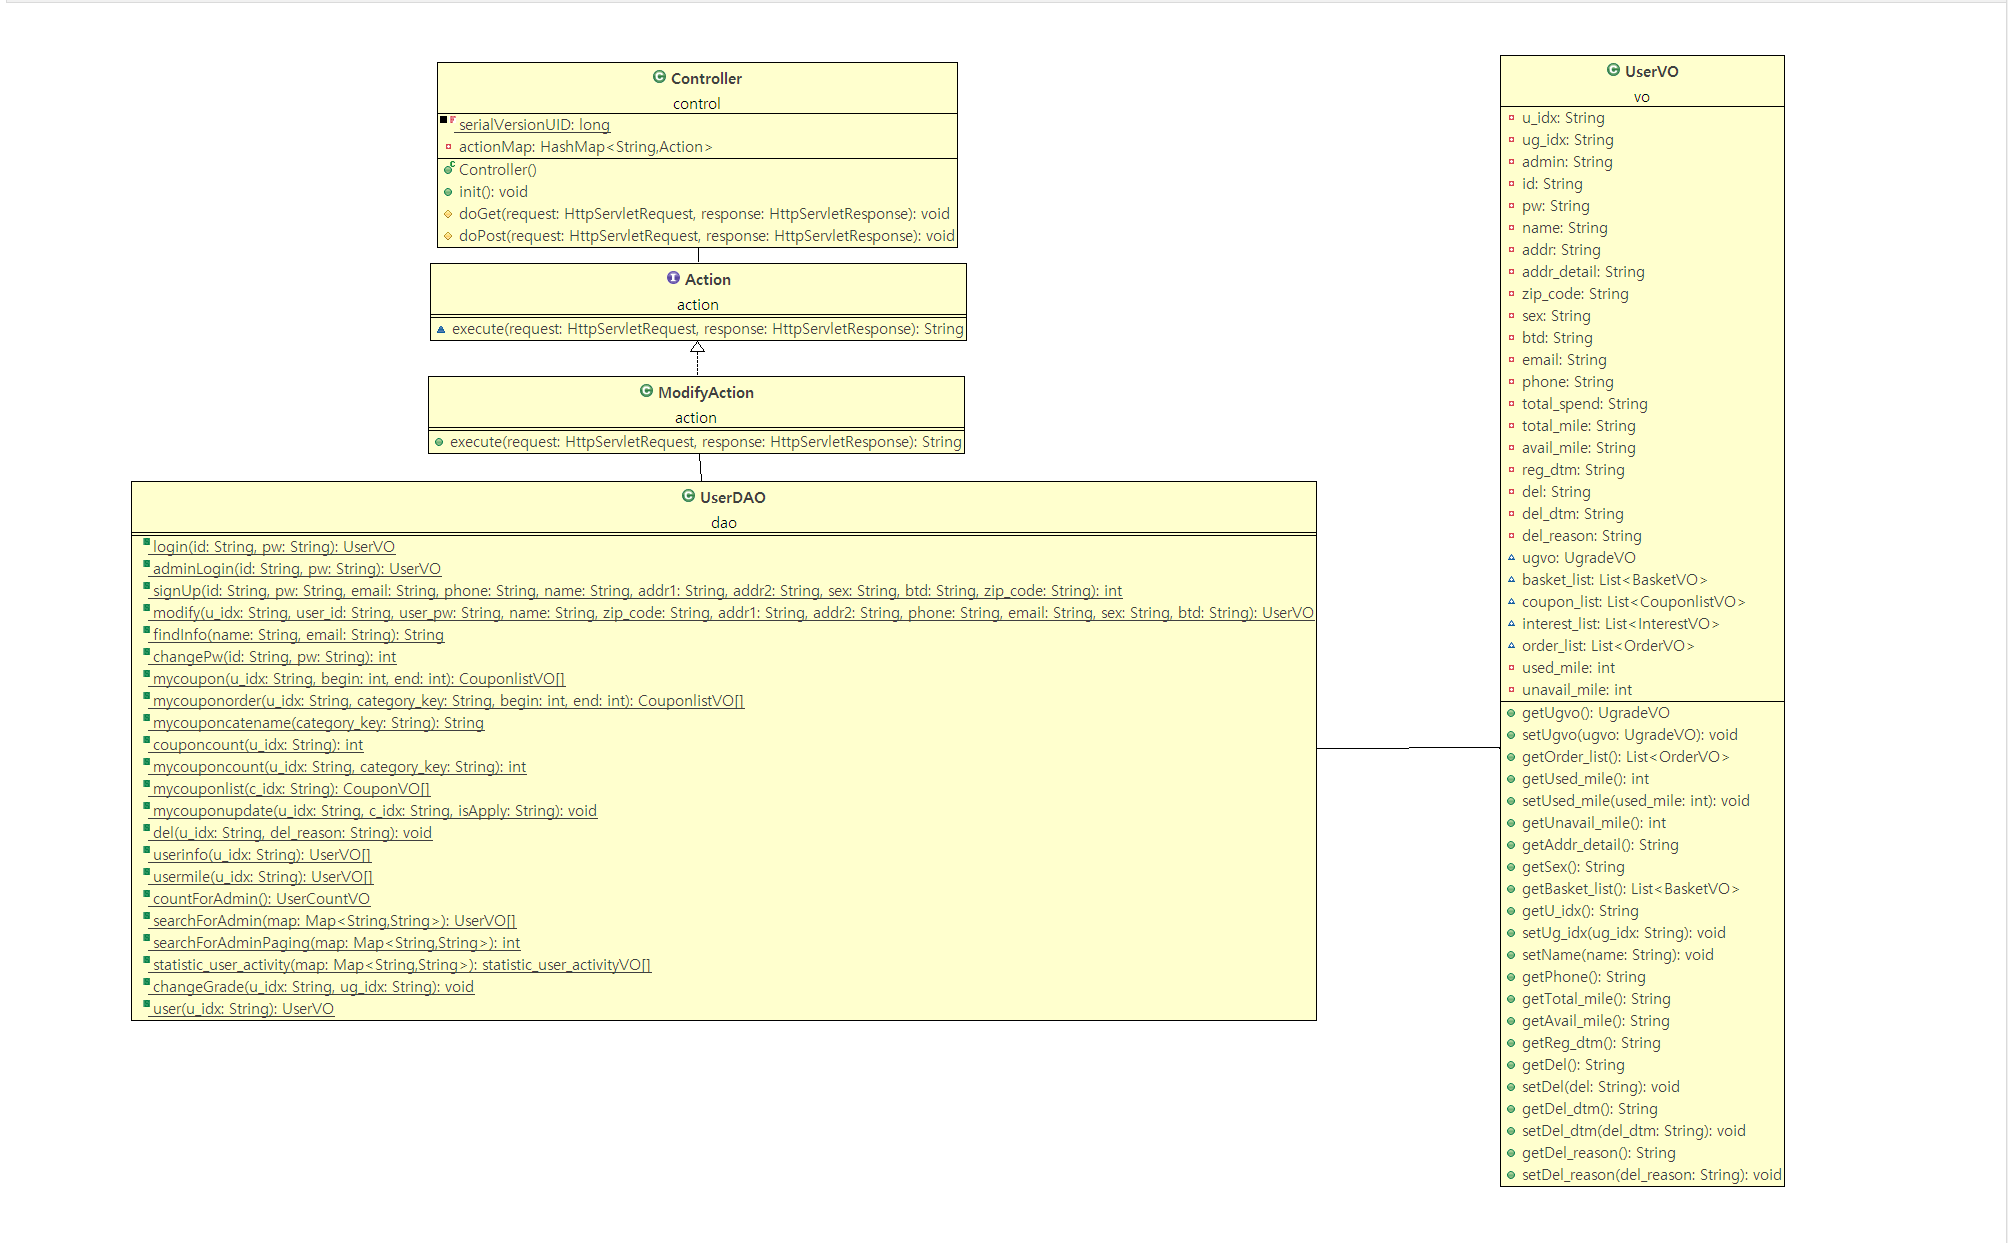 Controller
control
serialVersionUID: long
actionMap: HashMap<String,Action>
Controller()
init(): void
doGet(request: HttpServletRequest, response: HttpServletResponse): void
doPost(request: HttpServletRequest, response: HttpServletResponse): void
Action
action
execute(request: HttpServletRequest, response: HttpServletResponse): String
ModifyAction
action
execute(request: HttpServletRequest, response: HttpServletResponse): String
UserDAO
dao
login(id: String, pw: String): UserVO
adminLogin(id: String, pw: String): UserVO
signUp(id: String, pw: String, email: String, phone: String, name: String, addr1: String, addr2: String, sex: String, btd: String, zip_code: String): int
modify(u_idx: String, user_id: String, user_pw: String, name: String, zip_code: String, addr1: String, addr2: String, phone: String, email: String, sex: String, btd: String): UserVO
findInfo(name: String, email: String): String
changePw(id: String, pw: String): int
mycoupon(u_idx: String, begin: int, end: int): CouponlistVO[]
mycouponorder(u_idx: String, category_key: String, begin: int, end: int): CouponlistVO[]
mycouponcatename(category_key: String): String
couponcount(u_idx: String): int
mycouponcount(u_idx: String, category_key: String): int
mycouponlist(c_idx: String): CouponVO[]
mycouponupdate(u_idx: String, c_idx: String, isApply: String): void
del(u_idx: String, del_reason: String): void
userinfo(u_idx: String): UserVO[]
usermile(u_idx: String): UserVO[]
countForAdmin(): UserCountVO
searchForAdmin(map: Map<String,String>): UserVO[]
searchForAdminPaging(map: Map<String,String>): int
statistic_user_activity(map: Map<String,String>): statistic_user_activityVO[]
changeGrade(u_idx: String, ug_idx: String): void
user(u_idx: String): UserVO
UserVO
vo
u_idx: String
ug_idx: String
admin: String
id: String
pw: String
name: String
addr: String
addr_detail: String
zip_code: String
sex: String
btd: String
email: String
phone: String
total_spend: String
total_mile: String
avail_mile: String
reg_dtm: String
del: String
del_dtm: String
del_reason: String
ugvo: UgradeVO
basket_list: List<BasketVO>
coupon_list: List<CouponlistVO>
interest_list: List<InterestVO>
order_list: List<OrderVO>
used_mile: int
unavail_mile: int
getUgvo(): UgradeVO
setUgvo(ugvo: UgradeVO): void
getOrder_list(): List<OrderVO>
getUsed_mile(): int
setUsed_mile(used_mile: int): void
getUnavail_mile(): int
getAddr_detail(): String
getSex(): String
getBasket_list(): List<BasketVO>
getU_idx(): String
setUg_idx(ug_idx: String): void
setName(name: String): void
getPhone(): String
getTotal_mile(): String
getAvail_mile(): String
getReg_dtm(): String
getDel(): String
setDel(del: String): void
getDel_dtm(): String
setDel_dtm(del_dtm: String): void
getDel_reason(): String
setDel_reason(del_reason: String): void